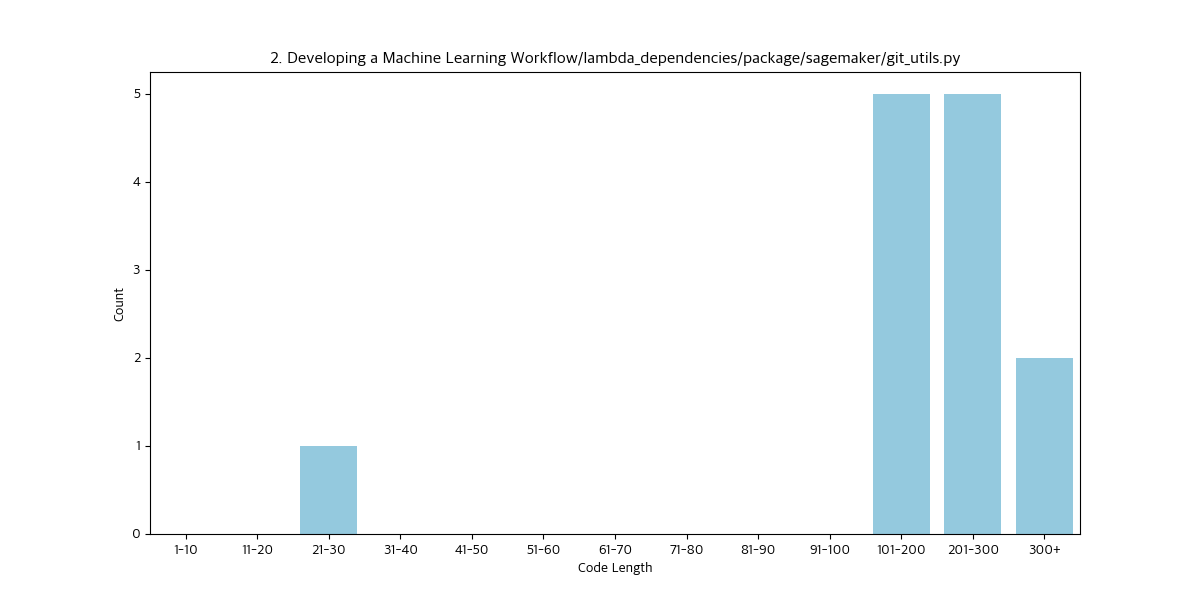 2. Developing a Machine Learning Workflow/lambda_dependencies/package/sagemaker/git_utils.py
5
4
3
2
1
0
Count
1-10 11-20 21-30 31-40 41-50 51-60 61-70 71-80 81-90 91-100 101-200 201-300 300+
Code Length